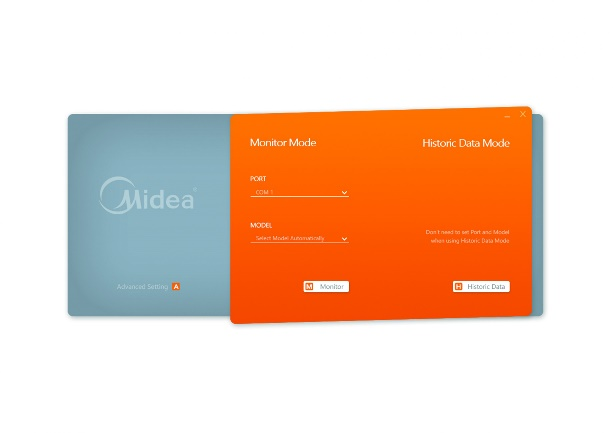 Monitor Mode
Historic Data Mode
PORT
COM 1
MODEL
Select Model Automatically
Don't need to set Port and Model
when using Historic Data Mode
M Monitor
H Historic Data
Midea
Advanced Setting A